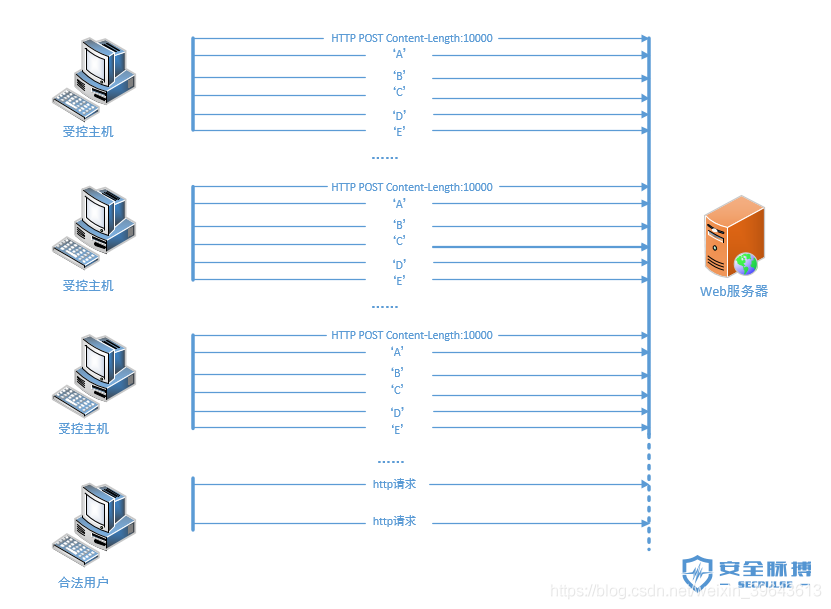 HTTP POST Content-Length:10000
‘A’
‘B’
‘C’
‘D’
‘E’
受控主机
……
HTTP POST Content-Length:10000
‘A’
‘B’
‘C’
‘D’
‘E’
受控主机
Web服务器
……
HTTP POST Content-Length:10000
‘A’
‘B’
‘C’
‘D’
‘E’
受控主机
……
http请求
http请求
合法用户
安全脉搏
SECPULSE
https://blog.csdn.net/weixin_39643613